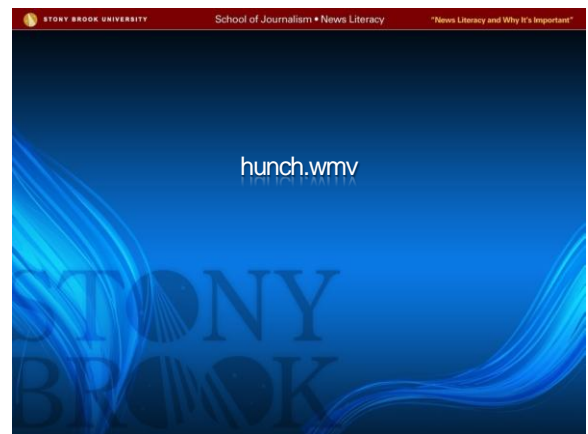 STONY BROOK UNIVERSITY School of Journalism • News Literacy "News Literacy and Why It's Important"
hunch.wmv
STONY
BROOK